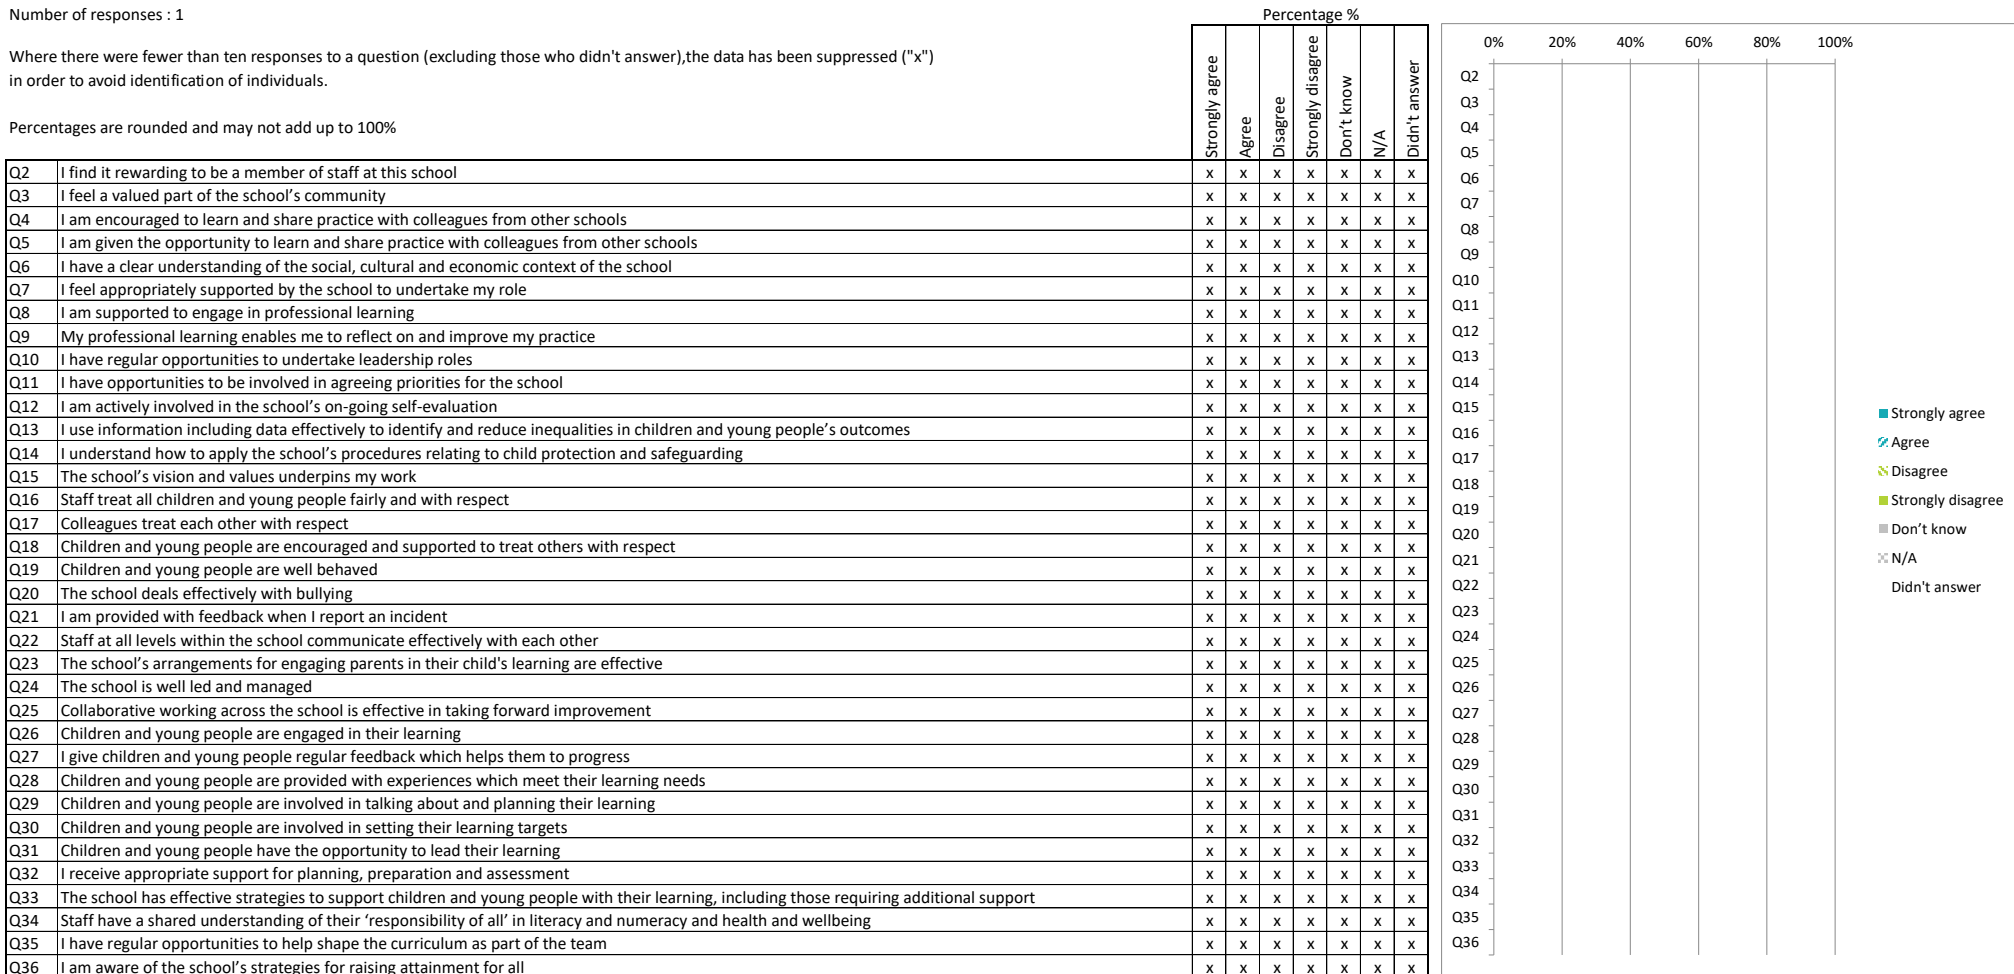 Number of responses : 1
Percentage %
Where there were fewer than ten responses to a question (excluding those who didn't answer),the data has been suppressed ("x")
in order to avoid identification of individuals.
Percentages are rounded and may not add up to 100%
Strongly agree
Agree
Disagree
Strongly disagree
Don't know
N/A
Didn't answer
Q2 I find it rewarding to be a member of staff at this school x x x x x x x
Q3 I feel a valued part of the school’s community x x x x x x x
Q4 I am encouraged to learn and share practice with colleagues from other schools x x x x x x x
Q5 I am given the opportunity to learn and share practice with colleagues from other schools x x x x x x x
Q6 I have a clear understanding of the social, cultural and economic context of the school x x x x x x x
Q7 I feel appropriately supported by the school to undertake my role x x x x x x x
Q8 I am supported to engage in professional learning x x x x x x x
Q9 My professional learning enables me to reflect on and improve my practice x x x x x x x
Q10 I have regular opportunities to undertake leadership roles x x x x x x x
Q11 I have opportunities to be involved in agreeing priorities for the school x x x x x x x
Q12 I am actively involved in the school’s on-going self-evaluation x x x x x x x
Q13 I use information including data effectively to identify and reduce inequalities in children and young people’s outcomes x x x x x x x
Q14 I understand how to apply the school’s procedures relating to child protection and safeguarding x x x x x x x
Q15 The school’s vision and values underpins my work x x x x x x x
Q16 Staff treat all children and young people fairly and with respect x x x x x x x
Q17 Colleagues treat each other with respect x x x x x x x
Q18 Children and young people are encouraged and supported to treat others with respect x x x x x x x
Q19 Children and young people are well behaved x x x x x x x
Q20 The school deals effectively with bullying x x x x x x x
Q21 I am provided with feedback when I report an incident x x x x x x x
Q22 Staff at all levels within the school communicate effectively with each other x x x x x x x
Q23 The school’s arrangements for engaging parents in their child's learning are effective x x x x x x x
Q24 The school is well led and managed x x x x x x x
Q25 Collaborative working across the school is effective in taking forward improvement x x x x x x x
Q26 Children and young people are engaged in their learning x x x x x x x
Q27 I give children and young people regular feedback which helps them to progress x x x x x x x
Q28 Children and young people are provided with experiences which meet their learning needs x x x x x x x
Q29 Children and young people are involved in talking about and planning their learning x x x x x x x
Q30 Children and young people are involved in setting their learning targets x x x x x x x
Q31 Children and young people have the opportunity to lead their learning x x x x x x x
Q32 I receive appropriate support for planning, preparation and assessment x x x x x x x
Q33 The school has effective strategies to support children and young people with their learning, including those requiring additional support x x x x x x x
Q34 Staff have a shared understanding of their ‘responsibility of all’ in literacy and numeracy and health and wellbeing x x x x x x x
Q35 I have regular opportunities to help shape the curriculum as part of the team x x x x x x x
Q36 I am aware of the school’s strategies for raising attainment for all x x x x x x x
0% 20% 40% 60% 80% 100%
Q2
Q3
Q4
Q5
Q6
Q7
Q8
Q9
Q10
Q11
Q12
Q13
Q14
Q15
Q16
Q17
Q18
Q19
Q20
Q21
Q22
Q23
Q24
Q25
Q26
Q27
Q28
Q29
Q30
Q31
Q32
Q33
Q34
Q35
Q36
Strongly agree
Agree
Disagree
Strongly disagree
Don’t know
N/A
Didn't answer